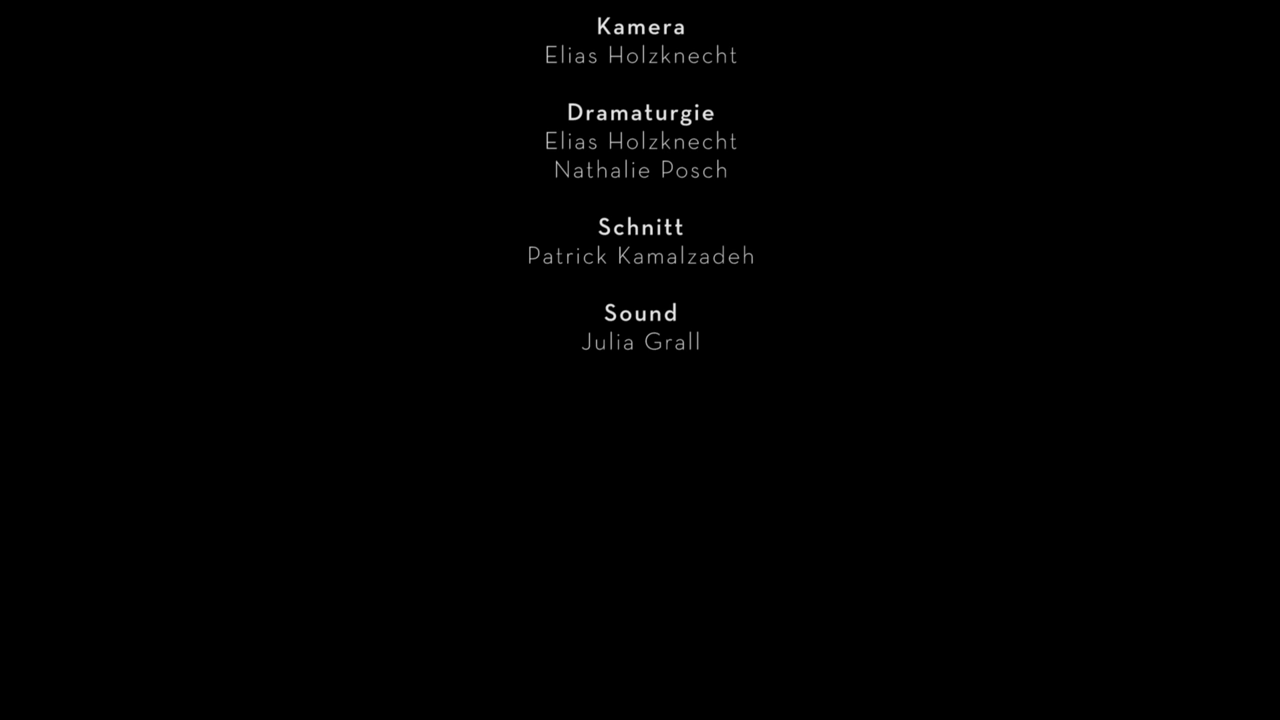 Kamera
Elias Holzknecht
Dramaturgie
Elias Holzknecht
Nathalie Posch
Schnitt
Patrick Kamalzadeh
Sound
Julia Grall